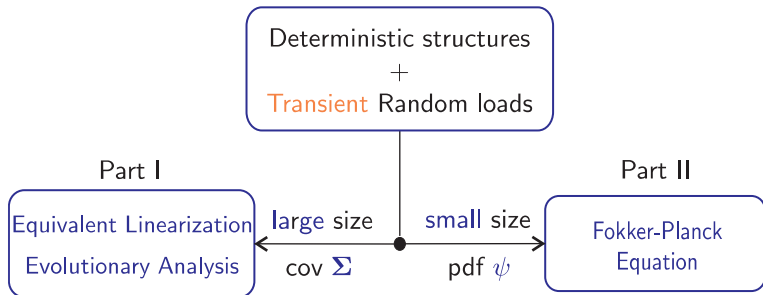 Deterministic structures
+
Transient Random loads
Part I
Equivalent Linearization
Evolutionary Analysis
large size
cov Σ
small size
pdf ψ
Part II
Fokker-Planck
Equation